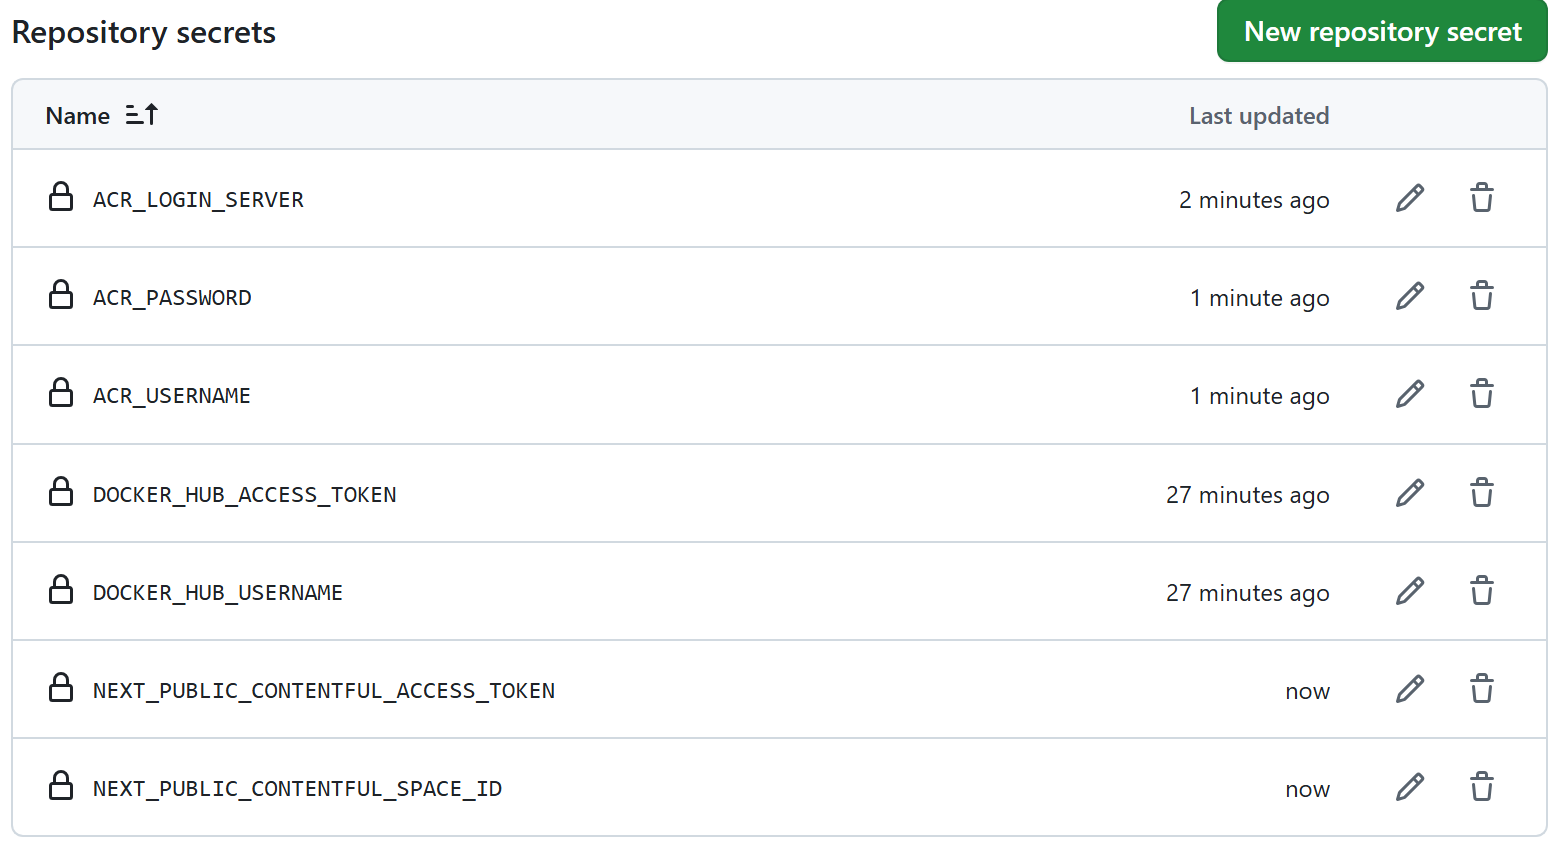 Repository secrets
New repository secret
Name
Last updated
ACR_LOGIN_SERVER
2 minutes ago
ACR_PASSWORD
1 minute ago
ACR_USERNAME
1 minute ago
DOCKER_HUB_ACCESS_TOKEN
27 minutes ago
DOCKER_HUB_USERNAME
27 minutes ago
NEXT_PUBLIC_CONTENTFUL_ACCESS_TOKEN
now
NEXT_PUBLIC_CONTENTFUL_SPACE_ID
now